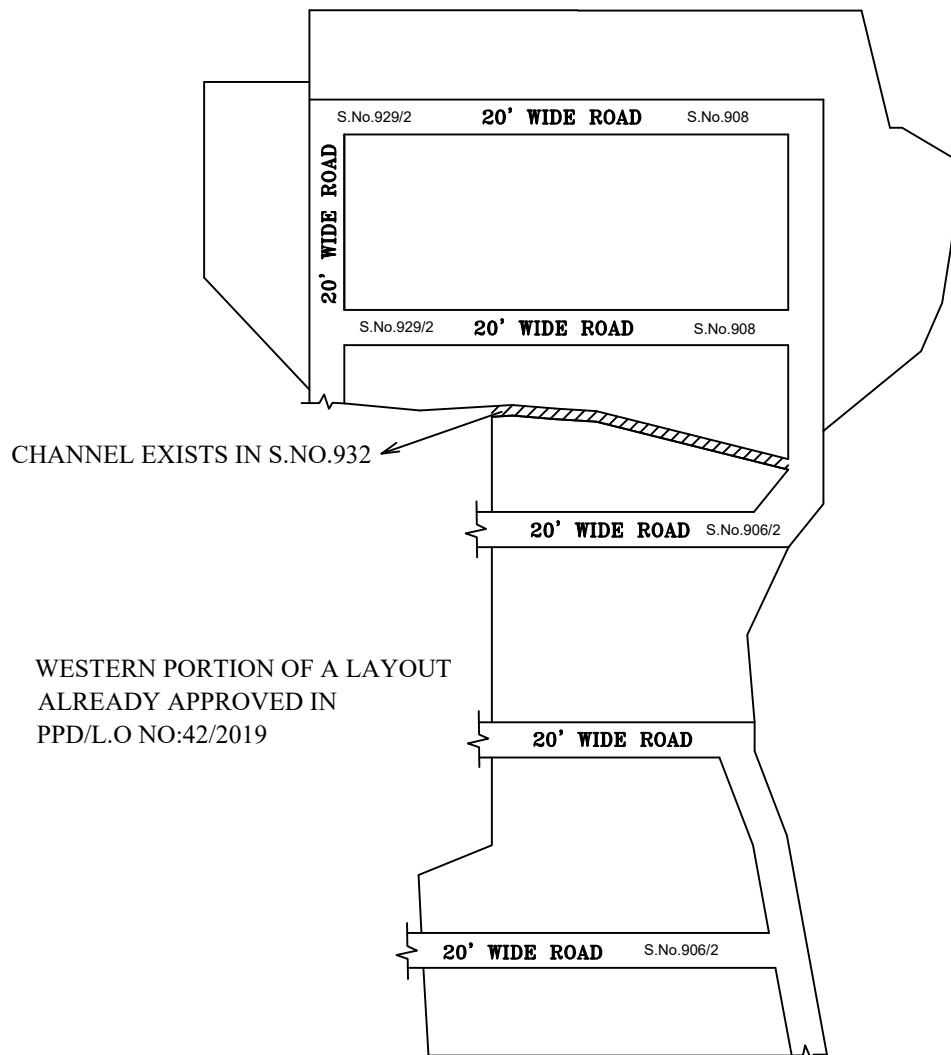 S.No.929/2 20' WIDE ROAD S.No.908
20' WIDE ROAD
S.No.929/2 20' WIDE ROAD S.No.908
CHANNEL EXISTS IN S.NO.932
20' WIDE ROAD S.No.906/2
WESTERN PORTION OF A LAYOUT
ALREADY APPROVED IN
PPD/L.O NO:42/2019
20' WIDE ROAD
20' WIDE ROAD S.No.906/2